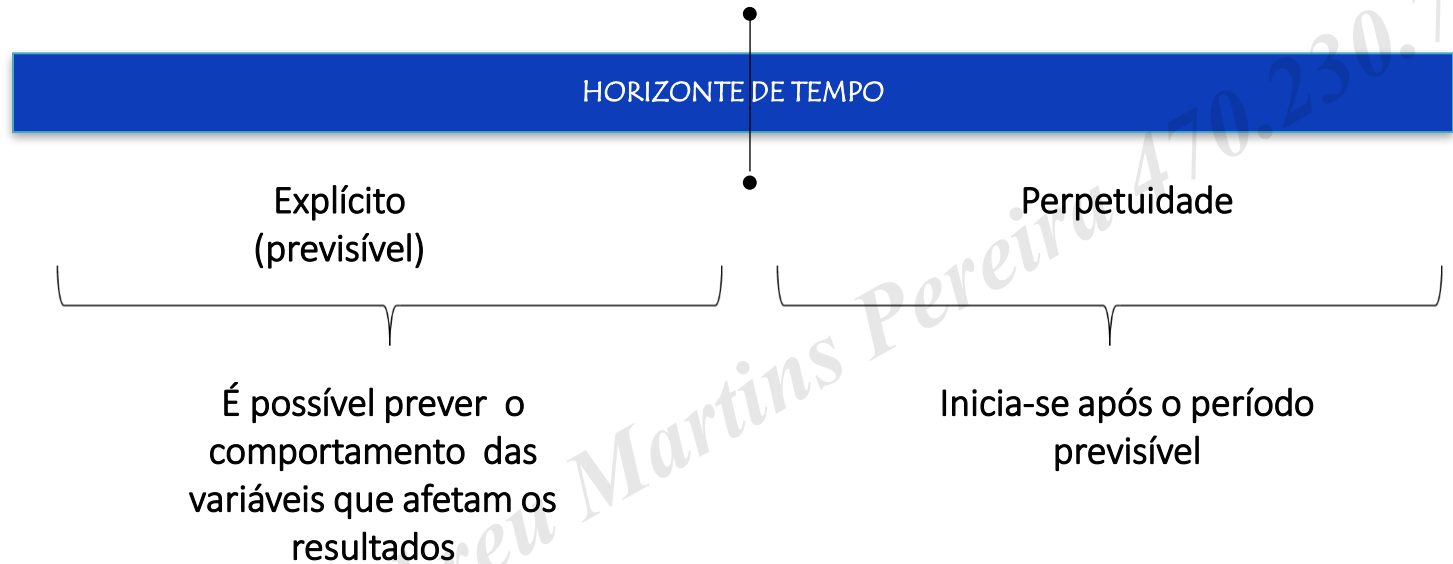 HORIZONTE DE TEMPO
Explícito
(previsível)
Perpetuidade
É possível prever o
comportamento das
variáveis que afetam os
resultados
Inicia-se após o período
previsível
Martins Pereira 470.230.